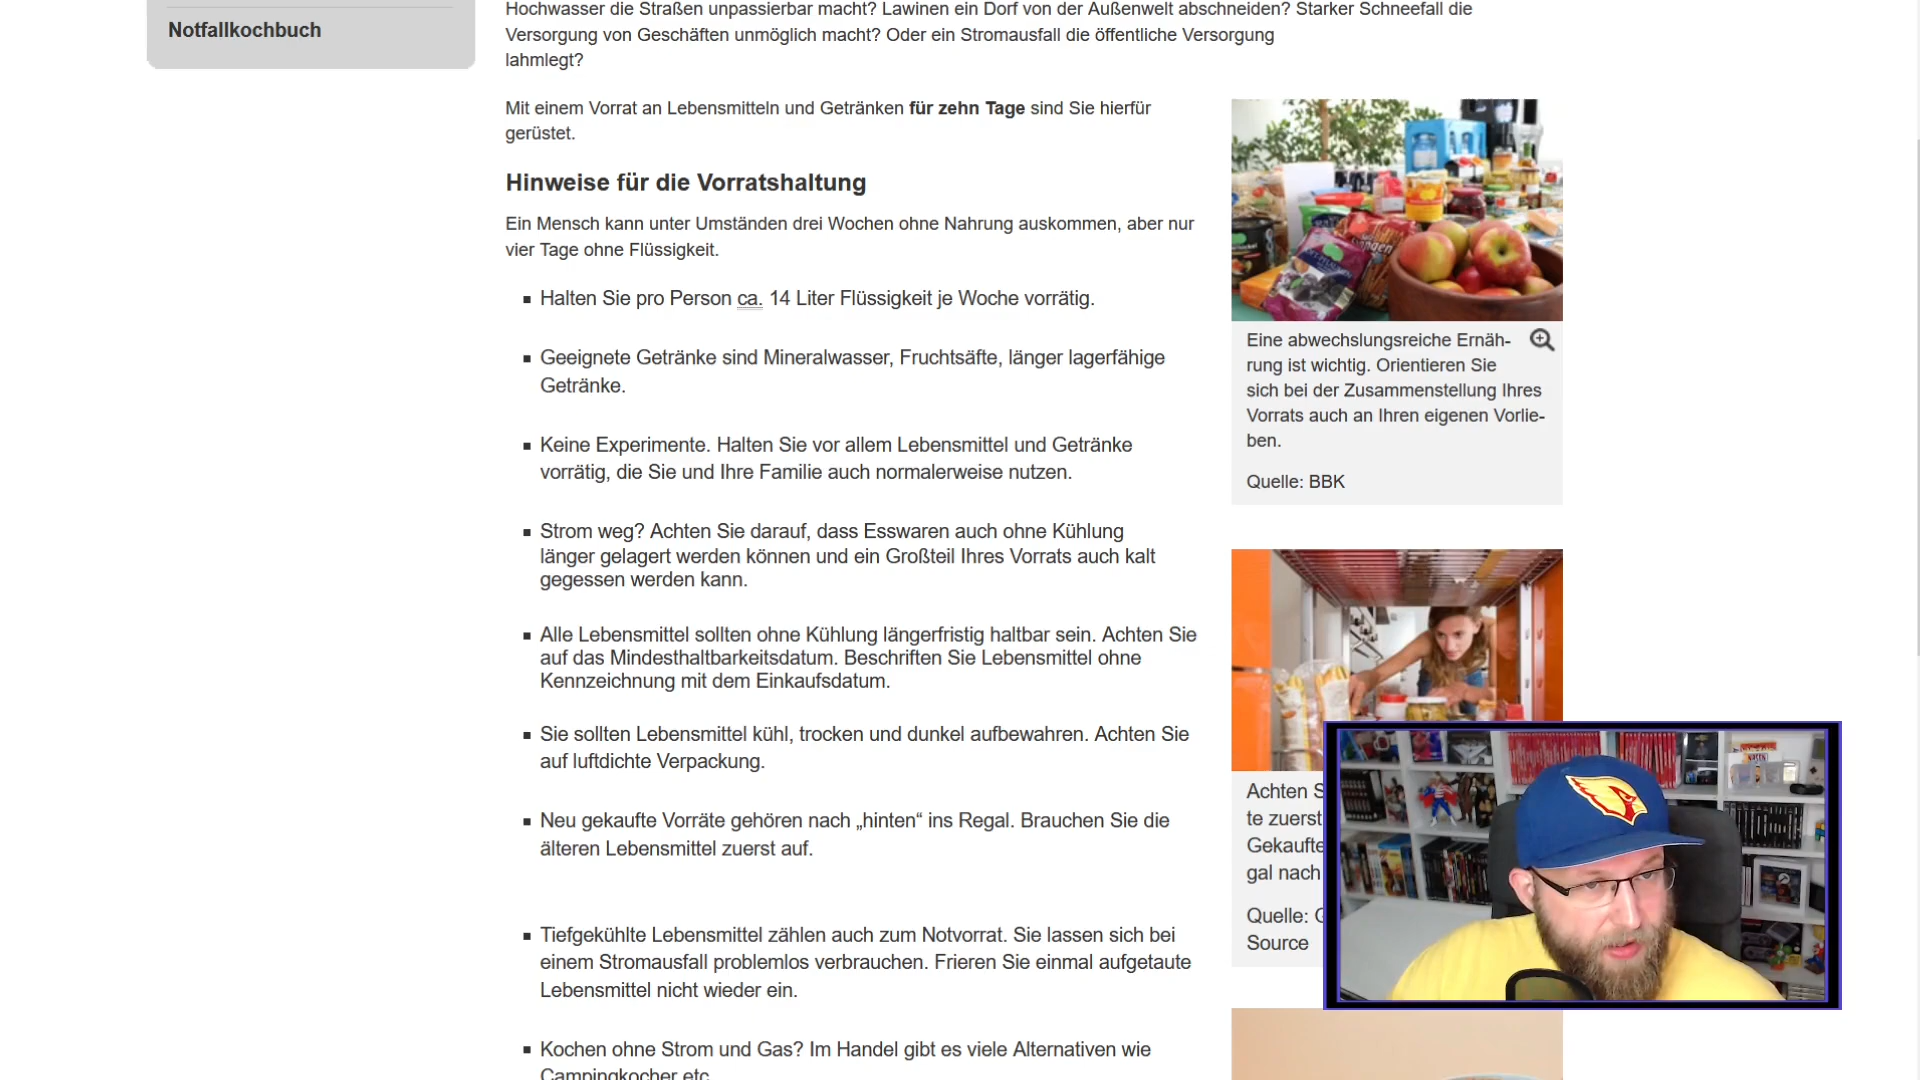 Notfallkochbuch
Hochwasser die Straßen unpassierbar macht? Lawinen ein Dorf von der Außenwelt abschneiden? Starker Schneefall die
Versorgung von Geschäften unmöglich macht? Oder ein Stromausfall die öffentliche Versorgung
lahmlegt?
Mit einem Vorrat an Lebensmitteln und Getränken für zehn Tage sind Sie hierfür
gerüstet.
Hinweise für die Vorratshaltung
Ein Mensch kann unter Umständen drei Wochen ohne Nahrung auskommen, aber nur
vier Tage ohne Flüssigkeit.
Halten Sie pro Person ca. 14 Liter Flüssigkeit je Woche vorrätig.
Geeignete Getränke sind Mineralwasser, Fruchtsäfte, länger lagerfähige
Getränke.
Keine Experimente. Halten Sie vor allem Lebensmittel und Getränke
vorrätig, die Sie und Ihre Familie auch normalerweise nutzen.
Strom weg? Achten Sie darauf, dass Esswaren auch ohne Kühlung
länger gelagert werden können und ein Großteil Ihres Vorrats auch kalt
gegessen werden kann.
Alle Lebensmittel sollten ohne Kühlung längerfristig haltbar sein. Achten Sie
auf das Mindesthaltbarkeitsdatum. Beschriften Sie Lebensmittel ohne
Kennzeichnung mit dem Einkaufsdatum.
Sie sollten Lebensmittel kühl, trocken und dunkel aufbewahren. Achten Sie
auf luftdichte Verpackung.
Neu gekaufte Vorräte gehören nach „hinten“ ins Regal. Brauchen Sie die
älteren Lebensmittel zuerst auf.
Tiefgekühlte Lebensmittel zählen auch zum Notvorrat. Sie lassen sich bei
einem Stromausfall problemlos verbrauchen. Frieren Sie einmal aufgetaute
Lebensmittel nicht wieder ein.
Kochen ohne Strom und Gas? Im Handel gibt es viele Alternativen wie
Campingkocher etc.
Eine abwechslungsreiche Ernäh-
rung ist wichtig. Orientieren Sie
sich bei der Zusammenstellung Ihres
Vorrats auch an Ihren eigenen Vorlie-
ben.
Quelle: BBK
Achten S
te zuerst
Gekaufte
gal nach
Quelle:
Source